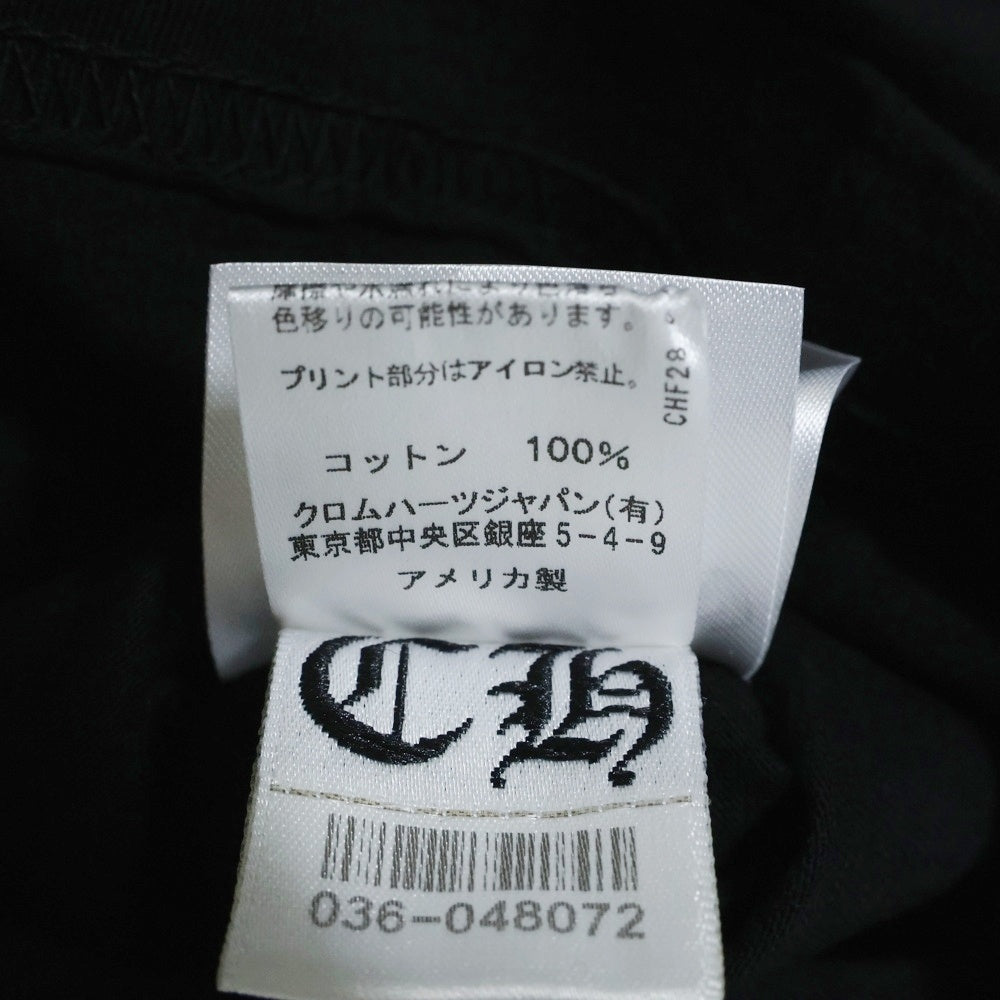 色移りの可能性があります。
プリント部分はアイロン禁止。
CHF28
コットン 100%
クロムハーツジャパン(有)
東京都中央区銀座5-4-9
アメリカ製
CH
036-048072